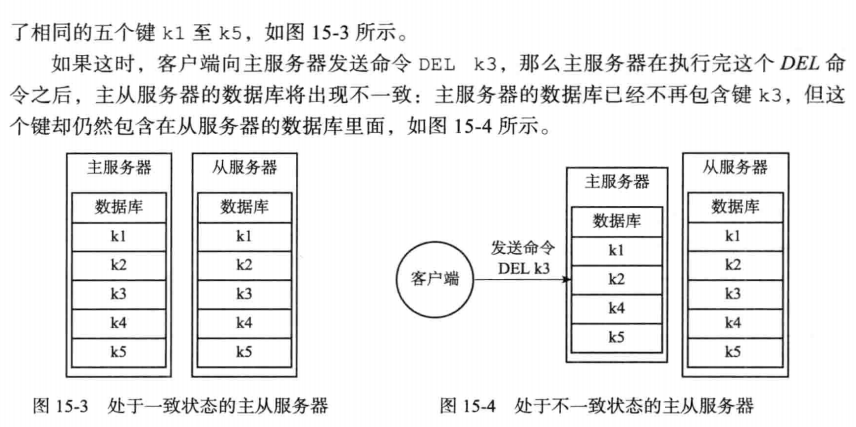 了相同的五个键 k1 至 k5，如图 15-3 所示。
如果这时，客户端向主服务器发送命令 DEL k3，那么主服务器在执行完这个 DEL 命
令之后，主从服务器的数据库将出现不一致：主服务器的数据库已经不再包含键 k3，但这
个键却仍然包含在从服务器的数据库里面，如图 15-4 所示。
主服务器
数据库
k1
k2
k3
k4
k5
从服务器
数据库
k1
k2
k3
k4
k5
图 15-3 处于一致状态的主从服务器
客户端
发送命令
DEL k3
主服务器
数据库
k1
k2
k4
k5
从服务器
数据库
k1
k2
k3
k4
k5
图 15-4 处于不一致状态的主从服务器